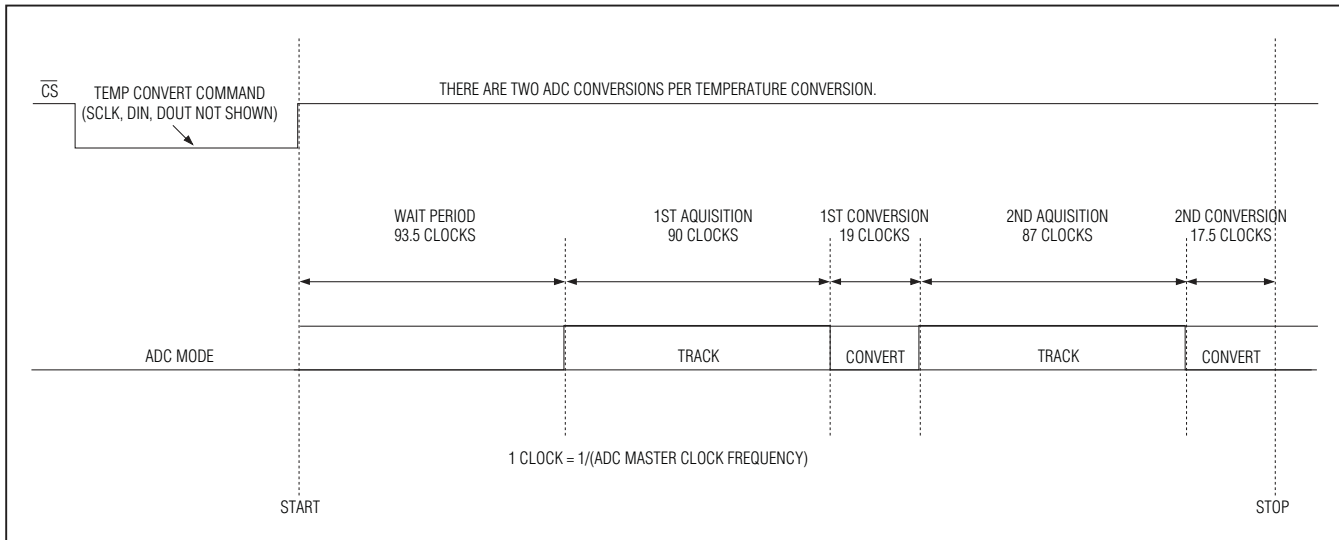 CS
TEMP CONVERT COMMAND
(SCLK, DIN, DOUT NOT SHOWN)
THERE ARE TWO ADC CONVERSIONS PER TEMPERATURE CONVERSION.
WAIT PERIOD
93.5 CLOCKS
1ST AQUISITION
90 CLOCKS
1ST CONVERSION
19 CLOCKS
2ND AQUISITION
87 CLOCKS
2ND CONVERSION
17.5 CLOCKS
ADC MODE
TRACK
CONVERT
TRACK
CONVERT
1 CLOCK = 1/(ADC MASTER CLOCK FREQUENCY)
START
STOP